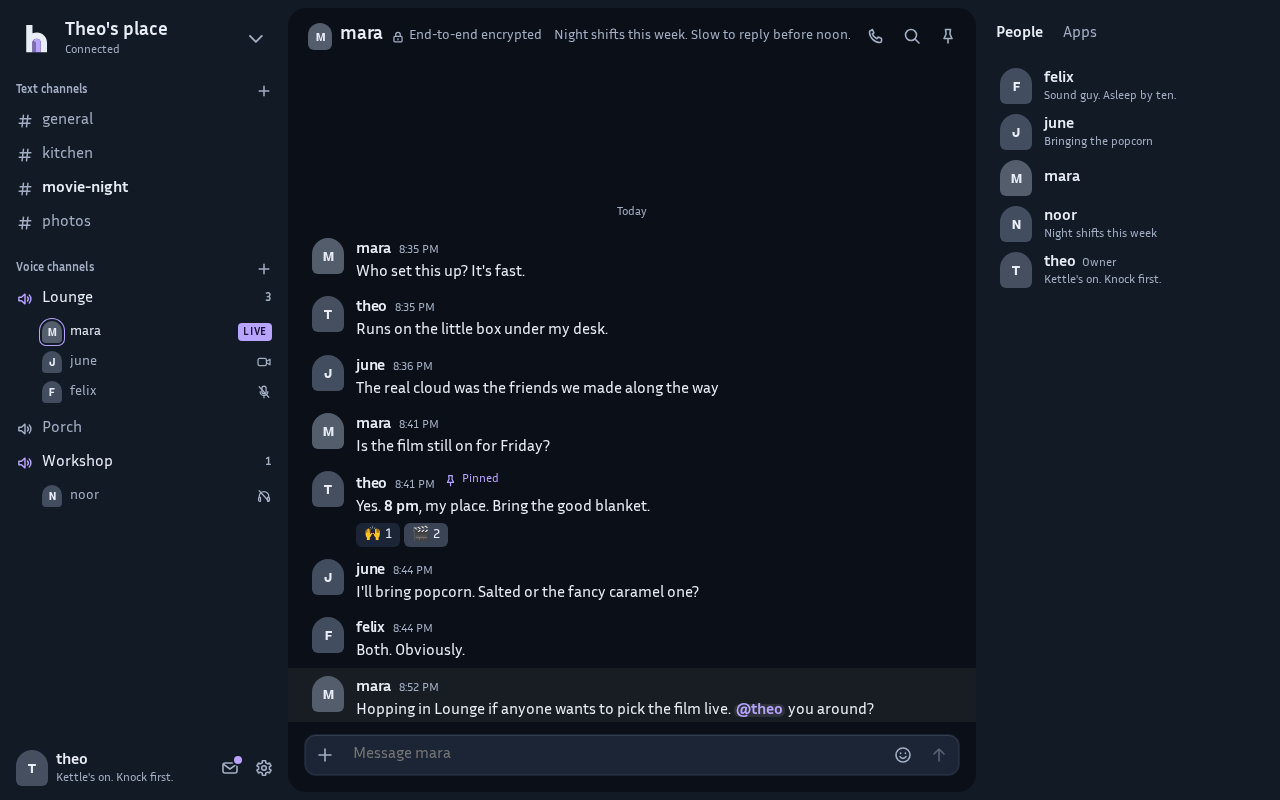 Theo's place
Connected
Text channels
general
kitchen
movie-night
photos
Voice channels
Lounge 3
M mara LIVE
J june
F felix
Porch
Workshop 1
N noor
T theo
Kettle's on. Knock first.
M mara End-to-end encrypted Night shifts this week. Slow to reply before noon.
Today
M mara 8:35 PM
Who set this up? It's fast.
T theo 8:35 PM
Runs on the little box under my desk.
J june 8:36 PM
The real cloud was the friends we made along the way
M mara 8:41 PM
Is the film still on for Friday?
T theo 8:41 PM Pinned
Yes. 8 pm, my place. Bring the good blanket.
🙌 1 🎬 2
J june 8:44 PM
I'll bring popcorn. Salted or the fancy caramel one?
F felix 8:44 PM
Both. Obviously.
M mara 8:52 PM
Hopping in Lounge if anyone wants to pick the film live. @theo you around?
Message mara
People Apps
F felix
Sound guy. Asleep by ten.
J june
Bringing the popcorn
M mara
N noor
Night shifts this week
T theo Owner
Kettle's on. Knock first.